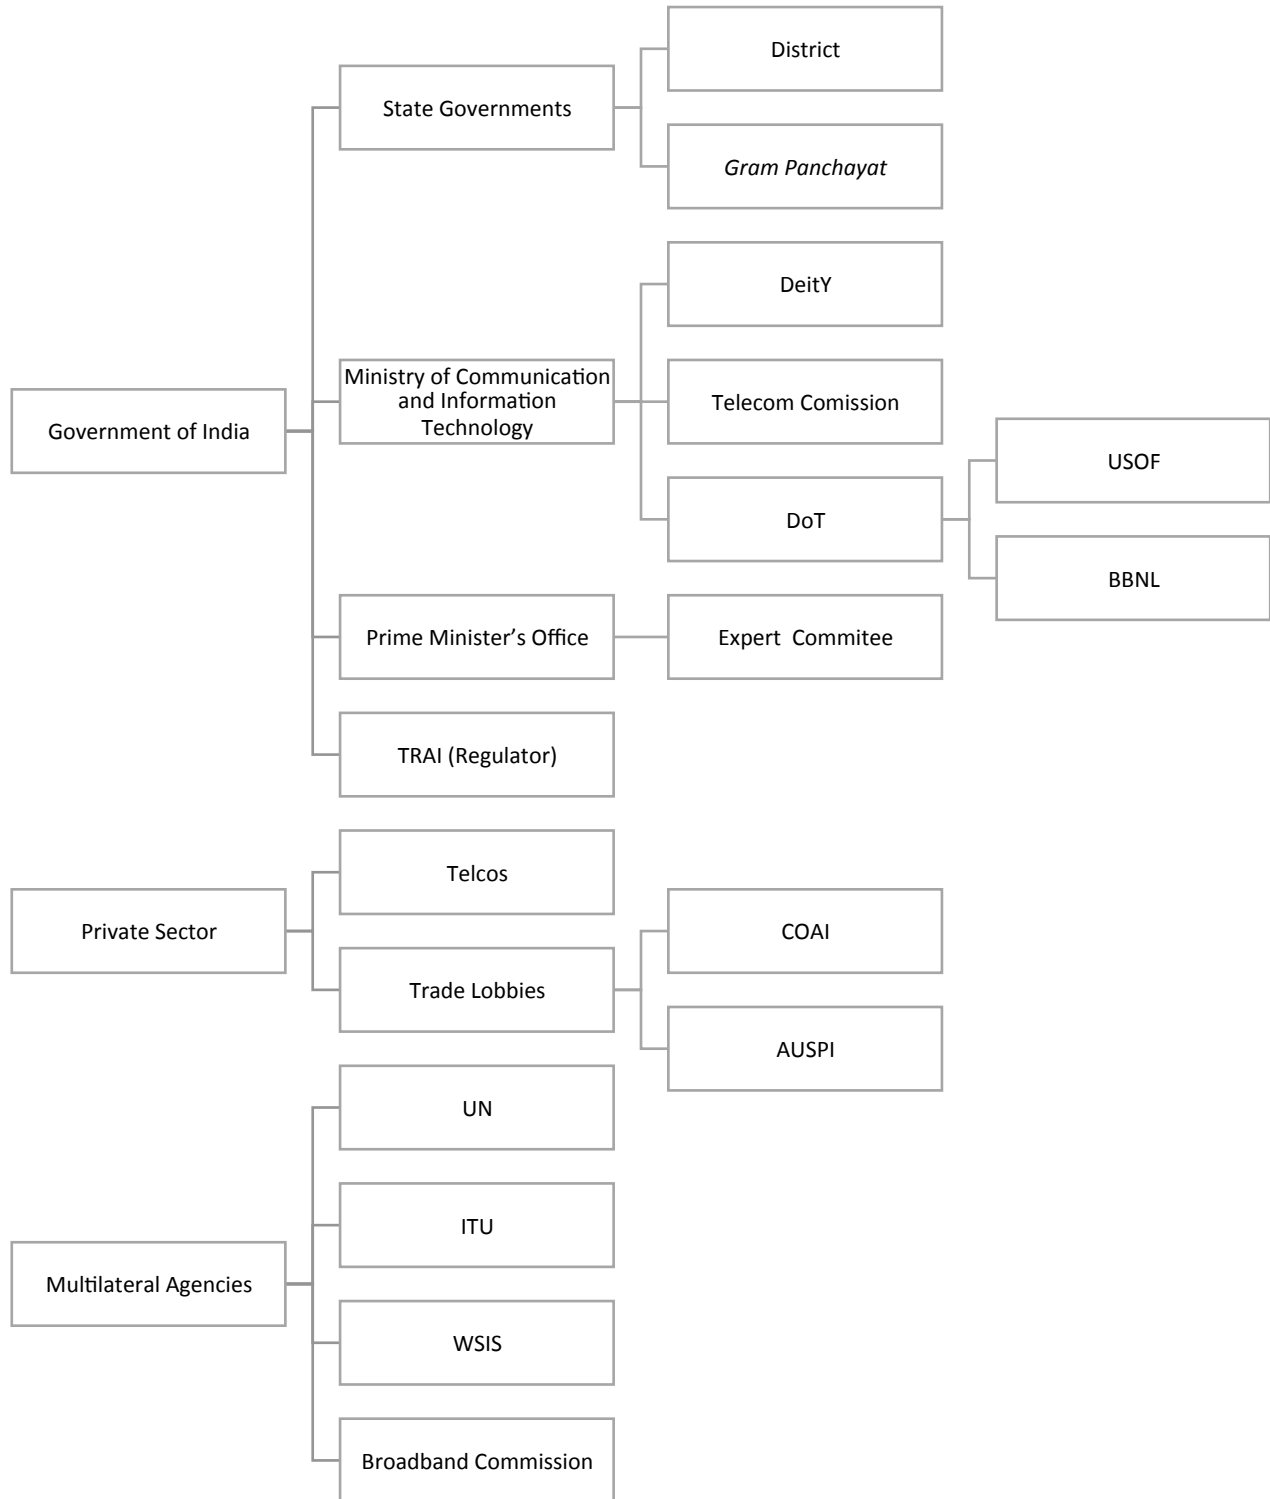 District
State Governments
Gram Panchayat
DeitY
Ministry of Communication
and Information
Technology
Telecom Comission
Government of India
USOF
DoT
BBNL
Prime Minister’s Office
Expert Commitee
TRAI (Regulator)
Telcos
Private Sector
COAI
Trade Lobbies
AUSPI
UN
ITU
Multilateral Agencies
WSIS
Broadband Commission